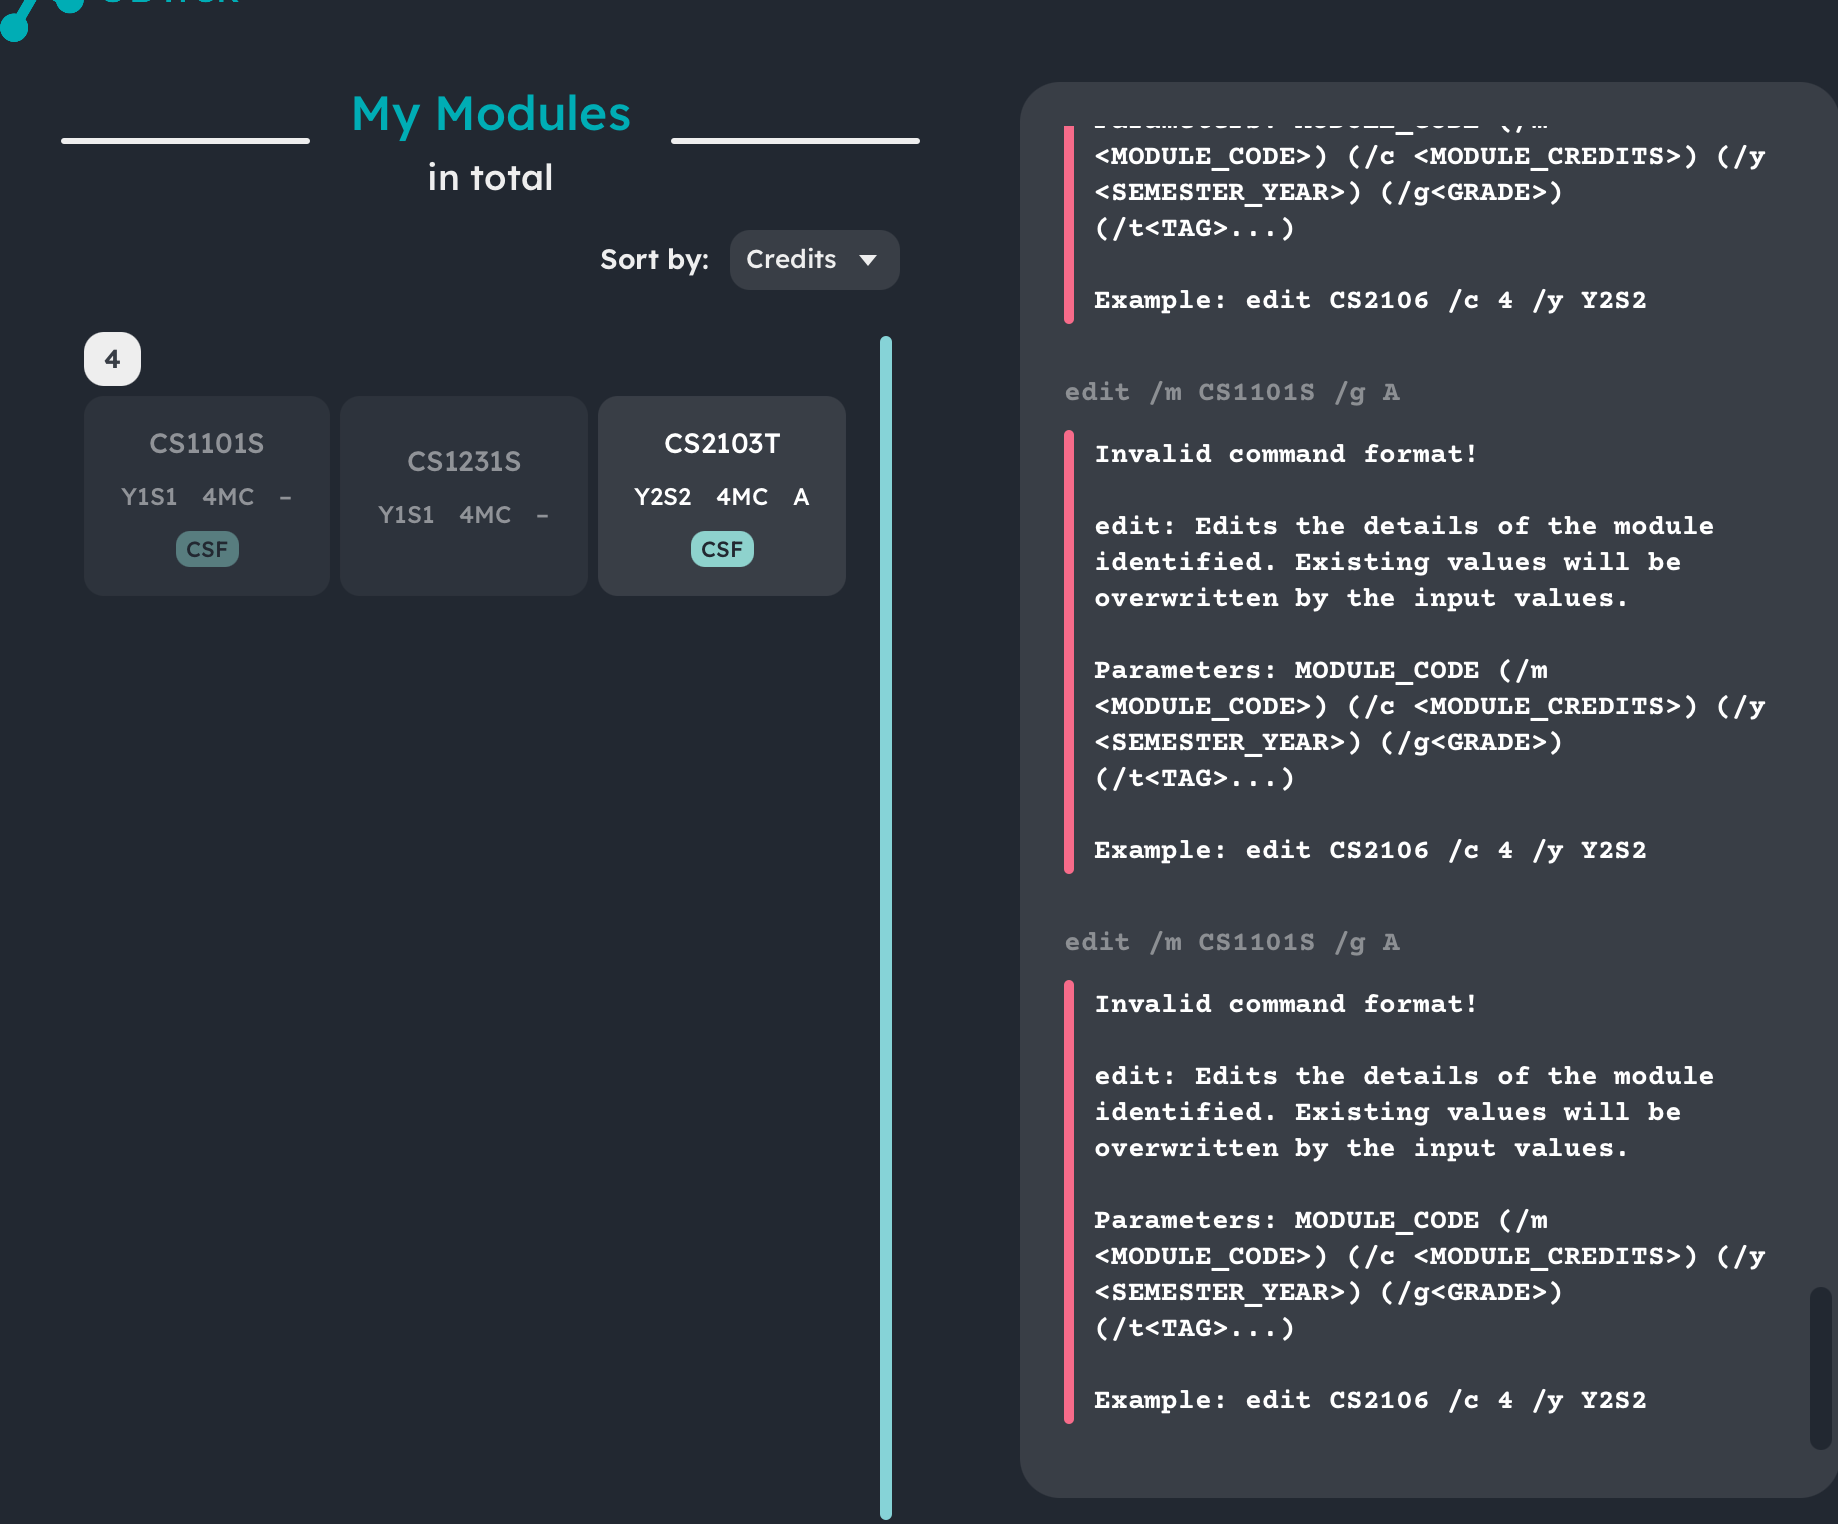 My Modules
in total
Sort by: Credits
4
CS1101S
Y1S1 4MC –
CSF
CS1231S
Y1S1 4MC –
CS2103T
Y2S2 4MC A
CSF
Parameters: MODULE_CODE (/m
<MODULE_CODE>) (/c <MODULE_CREDITS>) (/y
<SEMESTER_YEAR>) (/g<GRADE>)
(/t<TAG>...)
Example: edit CS2106 /c 4 /y Y2S2
edit /m CS1101S /g A
Invalid command format!
edit: Edits the details of the module
identified. Existing values will be
overwritten by the input values.
Parameters: MODULE_CODE (/m
<MODULE_CODE>) (/c <MODULE_CREDITS>) (/y
<SEMESTER_YEAR>) (/g<GRADE>)
(/t<TAG>...)
Example: edit CS2106 /c 4 /y Y2S2
edit /m CS1101S /g A
Invalid command format!
edit: Edits the details of the module
identified. Existing values will be
overwritten by the input values.
Parameters: MODULE_CODE (/m
<MODULE_CODE>) (/c <MODULE_CREDITS>) (/y
<SEMESTER_YEAR>) (/g<GRADE>)
(/t<TAG>...)
Example: edit CS2106 /c 4 /y Y2S2